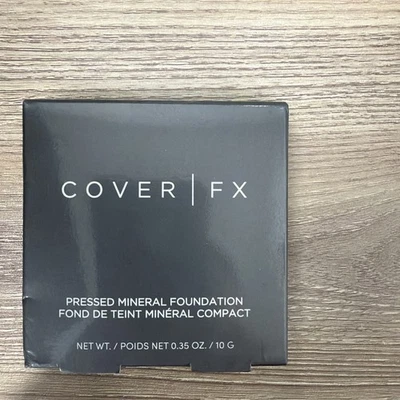 COVER | FX
PRESSED MINERAL FOUNDATION
FOND DE TEINT MINÉRAL COMPACT
NET WT. / POIDS NET 0.35 OZ. / 10 G